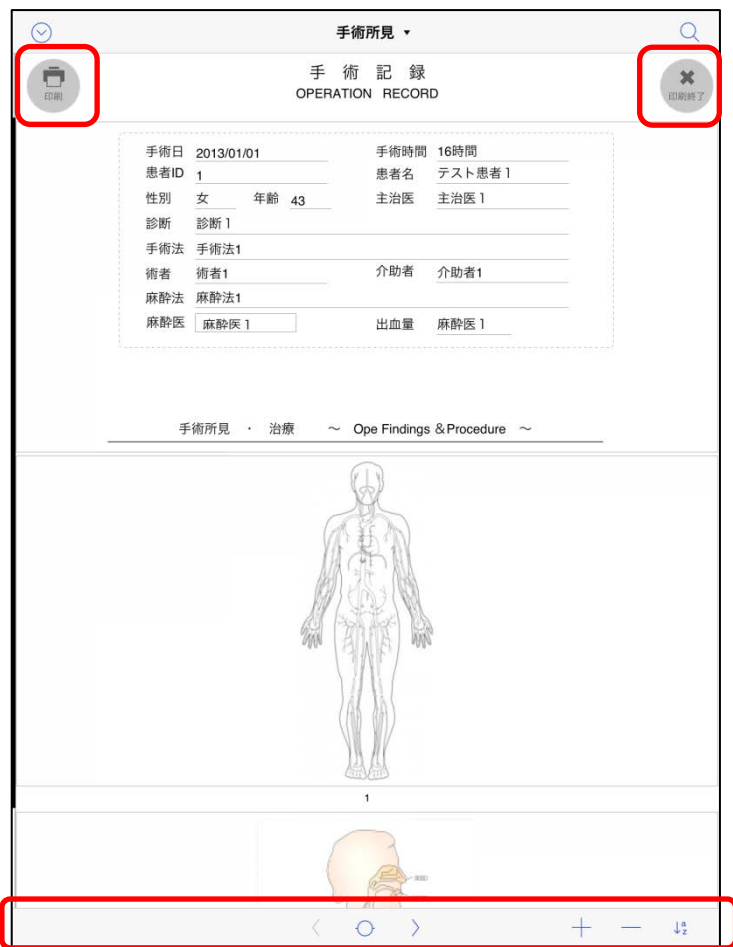 手術所見 ▼
印刷
手 術 記 録
OPERATION RECORD
印刷終了
手術日 2013/01/01 手術時間 16時間
患者ID 1 患者名 テスト患者1
性別 女 年齢 43 主治医 主治医1
診断 診断1
手術法 手術法1
術者 術者1 介助者 介助者1
麻酔法 麻酔法1
麻酔医 麻酔医1 出血量 麻酔医1
手術所見 ・ 治療 ～ Ope Findings &Procedure ～
1